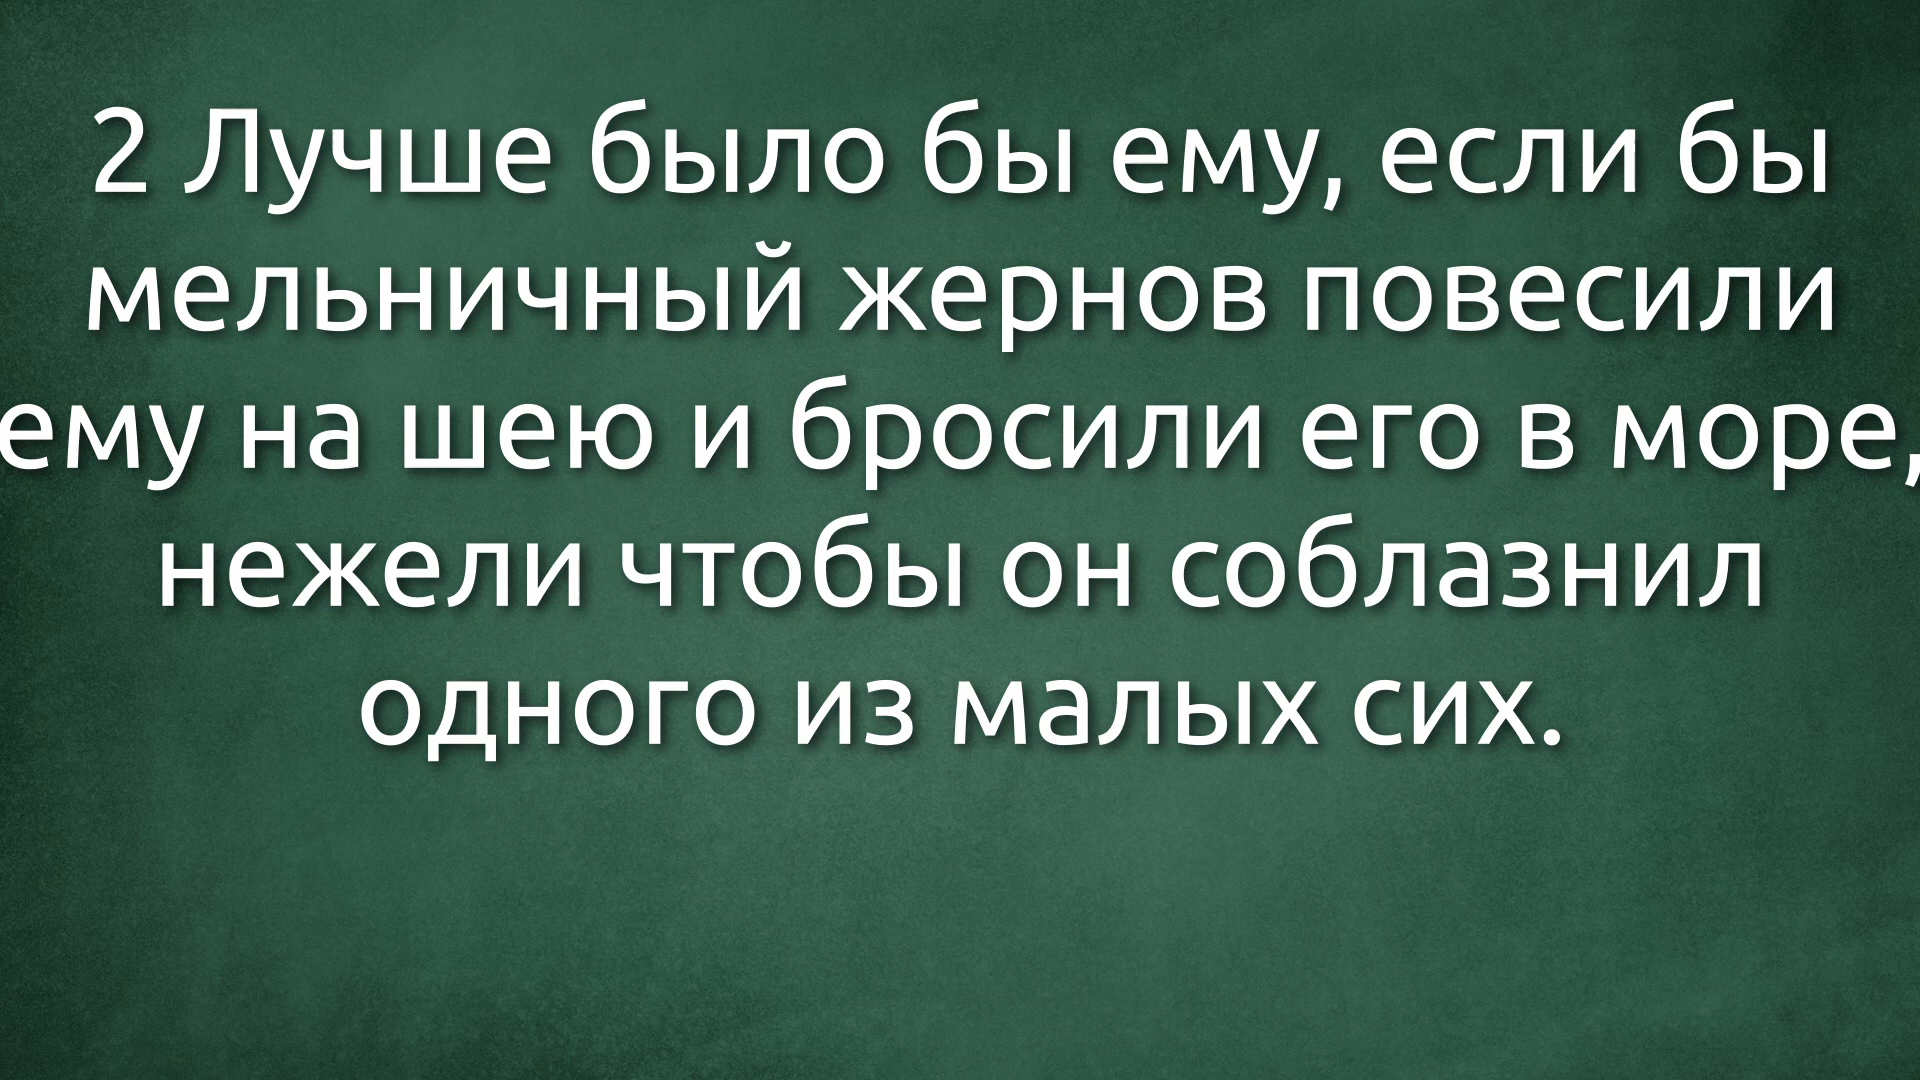 2 Лучше было бы ему, если бы
мельничный жернов повесили
ему на шею и бросили его в море,
нежели чтобы он соблазнил
одного из малых сих.